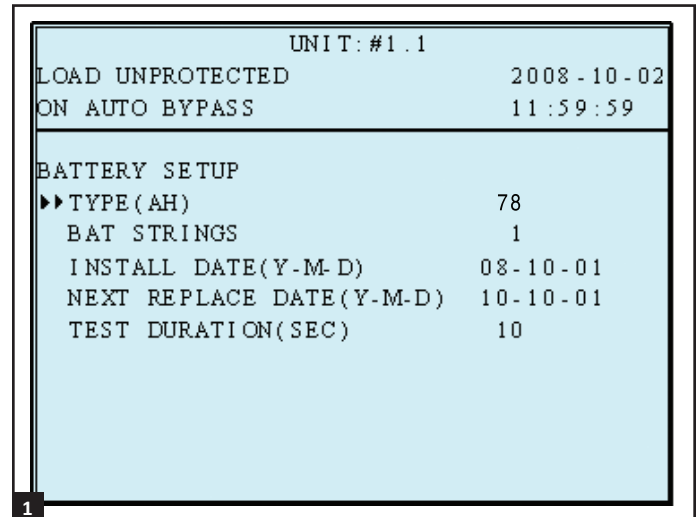 UNIT:#1.1
LOAD UNPROTECTED 2008-10-02
ON AUTO BYPASS 11:59:59
BATTERY SETUP
TYPE(AH) 78
BAT STRINGS 1
INSTALL DATE(Y-M-D) 08-10-01
NEXT REPLACE DATE(Y-M-D) 10-10-01
TEST DURATION(SEC) 10
1